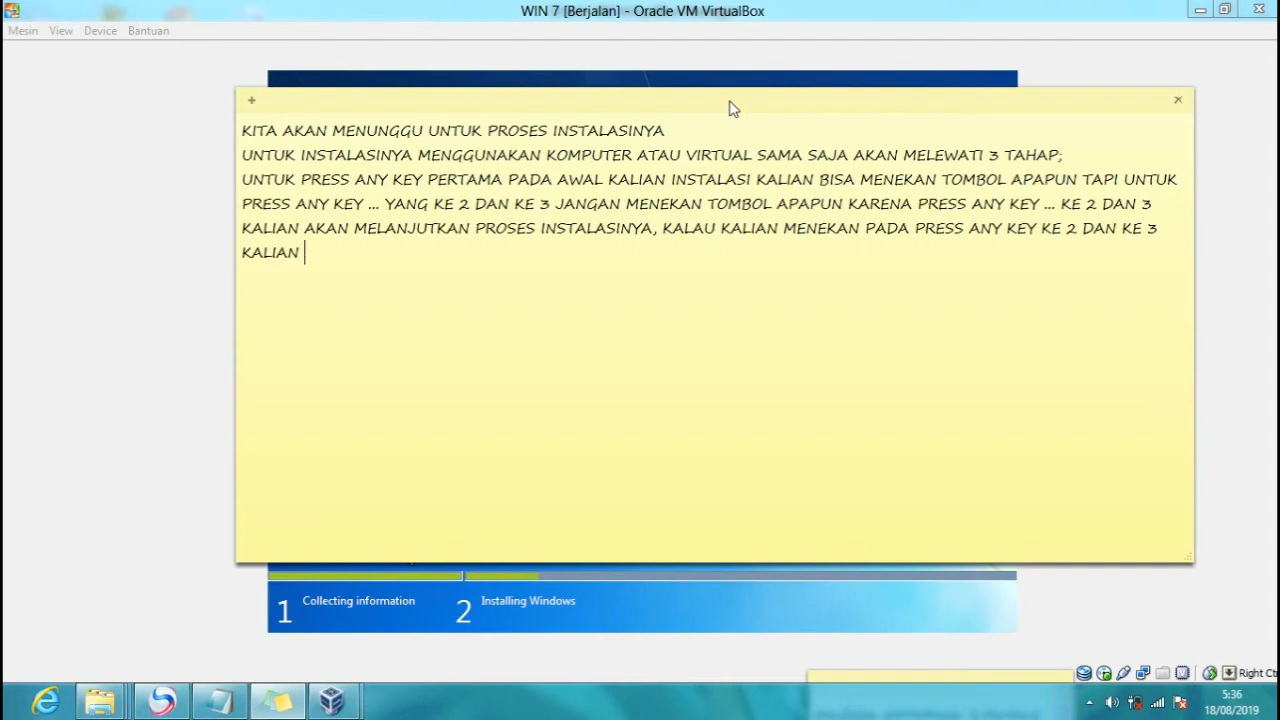 WIN 7 [Berjalan] - Oracle VM VirtualBox
Mesin View Device Bantuan
KITA AKAN MENUNGGU UNTUK PROSES INSTALASINYA
UNTUK INSTALASINYA MENGGUNAKAN KOMPUTER ATAU VIRTUAL SAMA SAJA AKAN MELEWATI 3 TAHAP;
UNTUK PRESS ANY KEY PERTAMA PADA AWAL KALIAN INSTALASI KALIAN BISA MENEKAN TOMBOL APAPUN TAPI UNTUK
PRESS ANY KEY ... YANG KE 2 DAN KE 3 JANGAN MENEKAN TOMBOL APAPUN KARENA PRESS ANY KEY ... KE 2 DAN 3
KALIAN AKAN MELANJUTKAN PROSES INSTALASINYA, KALAU KALIAN MENEKAN PADA PRESS ANY KEY KE 2 DAN KE 3
KALIAN
1 Collecting information 2 Installing Windows
Right Ct
5:36
18/08/2019